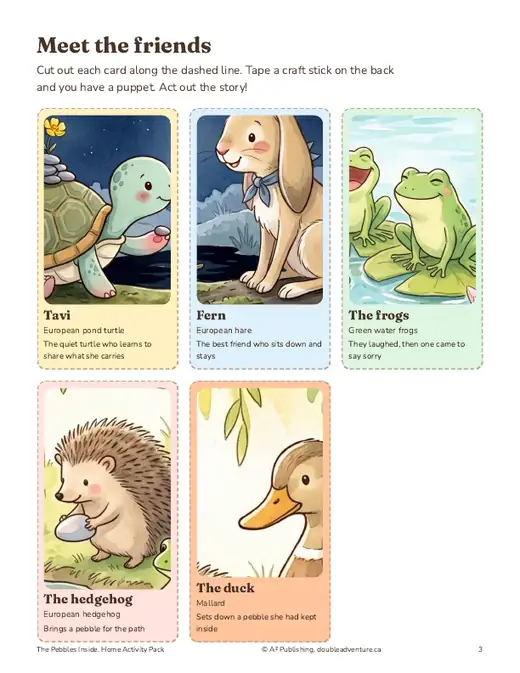 Meet the friends
Cut out each card along the dashed line. Tape a craft stick on the back
and you have a puppet. Act out the story!
Tavi
European pond turtle
The quiet turtle who learns to
share what she carries
Fern
European hare
The best friend who sits down and
stays
The frogs
Green water frogs
They laughed, then one came to
say sorry
The hedgehog
European hedgehog
Brings a pebble for the path
The duck
Mallard
Sets down a pebble she had kept
inside
The Pebbles Inside. Home Activity Pack
© A² Publishing, doubleadventure.ca
3